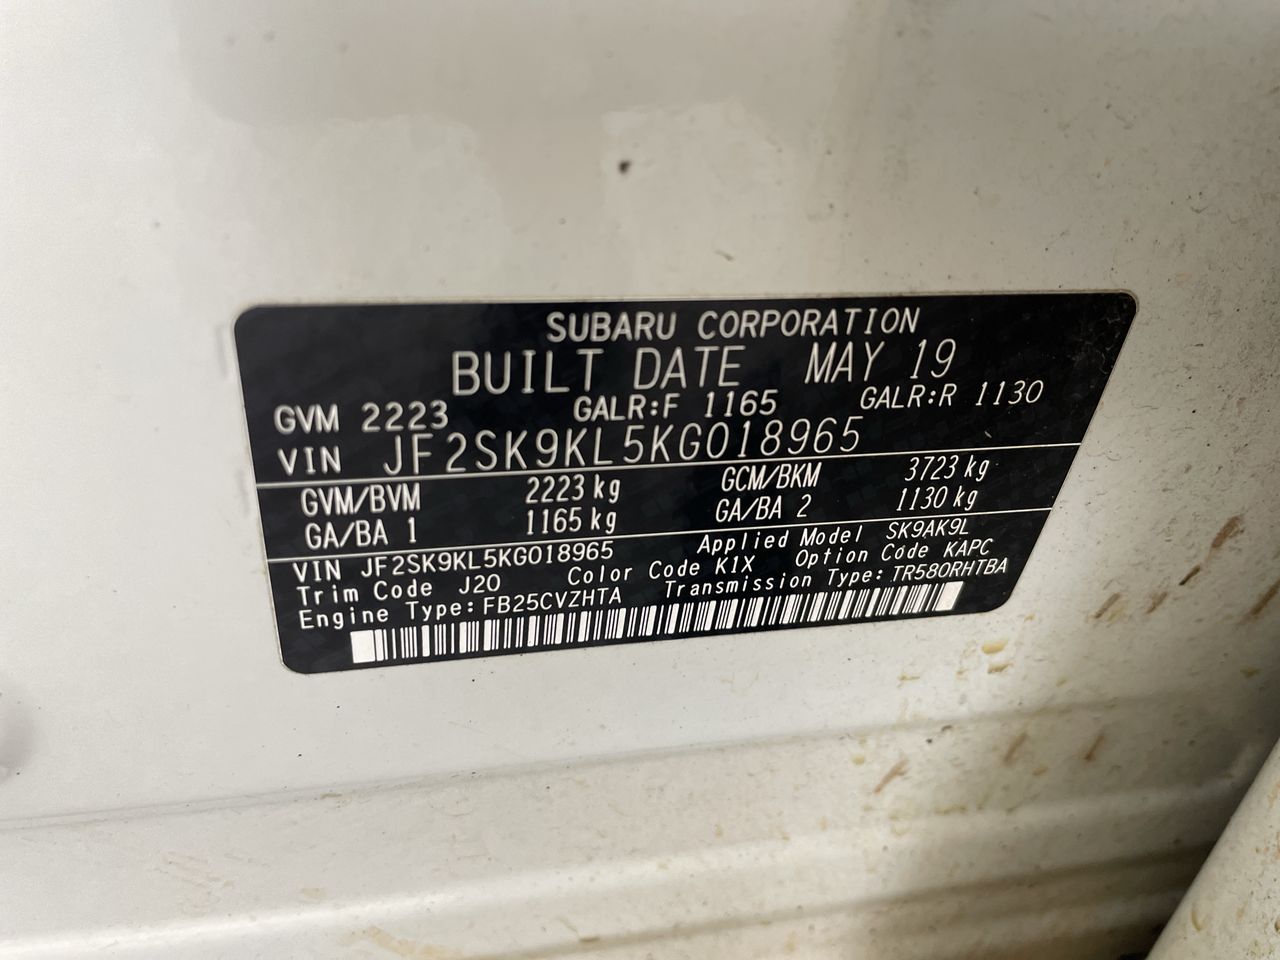 SUBARU CORPORATION
BUILT DATE MAY 19
GVM 2223 GALR:F 1165 GALR:R 1130
VIN JF2SK9KL5KG018965
GVM/BVM 2223 kg GCM/BKM 3723 kg
GA/BA 1 1165 kg GA/BA 2 1130 kg
VIN JF2SK9KL5KG018965 Applied Model SK9AK9L
Trim Code J20 Color Code K1X Option Code KAPC
Engine Type: FB25CVZHTA Transmission Type: TR580RHTBA